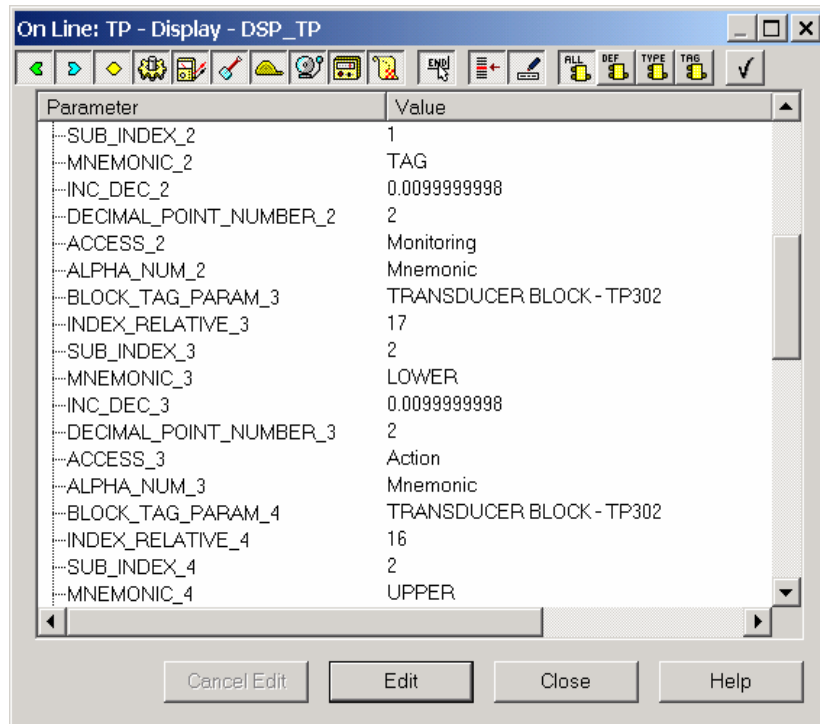 On Line: TP - Display - DSP_TP
END ALL DEF TYPE TAG
Parameter Value
SUB_INDEX_2 1
MNEMONIC_2 TAG
INC_DEC_2 0.0099999998
DECIMAL_POINT_NUMBER_2 2
ACCESS_2 Monitoring
ALPHA_NUM_2 Mnemonic
BLOCK_TAG_PARAM_3 TRANSDUCER BLOCK - TP302
INDEX_RELATIVE_3 17
SUB_INDEX_3 2
MNEMONIC_3 LOWER
INC_DEC_3 0.0099999998
DECIMAL_POINT_NUMBER_3 2
ACCESS_3 Action
ALPHA_NUM_3 Mnemonic
BLOCK_TAG_PARAM_4 TRANSDUCER BLOCK - TP302
INDEX_RELATIVE_4 16
SUB_INDEX_4 2
MNEMONIC_4 UPPER
Cancel Edit Edit Close Help